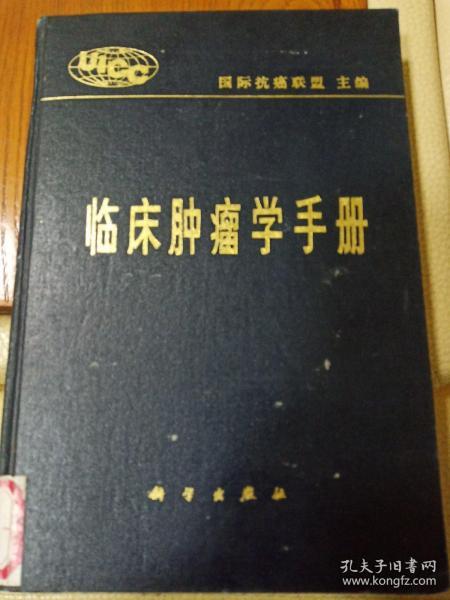 UICC
国际抗癌联盟 主编
临床肿瘤学手册
科学出版社
孔夫子旧书网
www.kongfz.com